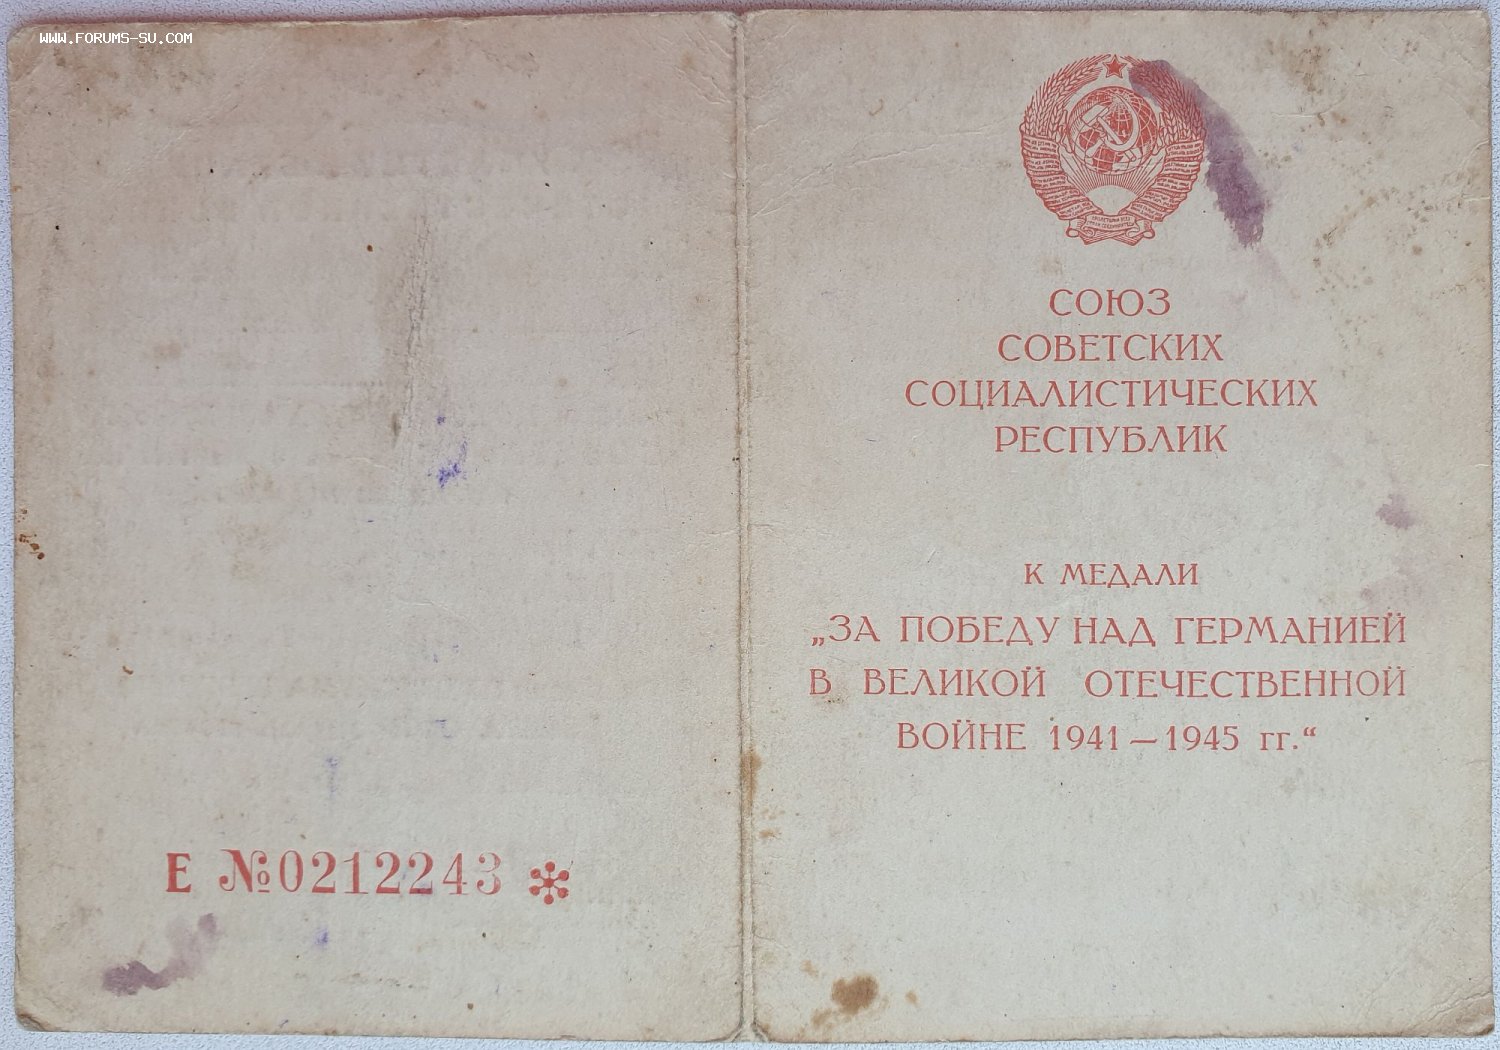 WWW.FORUMS-SU.COM
Е №0212243
СОЮЗ
СОВЕТСКИХ
СОЦИАЛИСТИЧЕСКИХ
РЕСПУБЛИК
К МЕДАЛИ
„ЗА ПОБЕДУ НАД ГЕРМАНИЕЙ
В ВЕЛИКОЙ ОТЕЧЕСТВЕННОЙ
ВОЙНЕ 1941—1945 гг.“